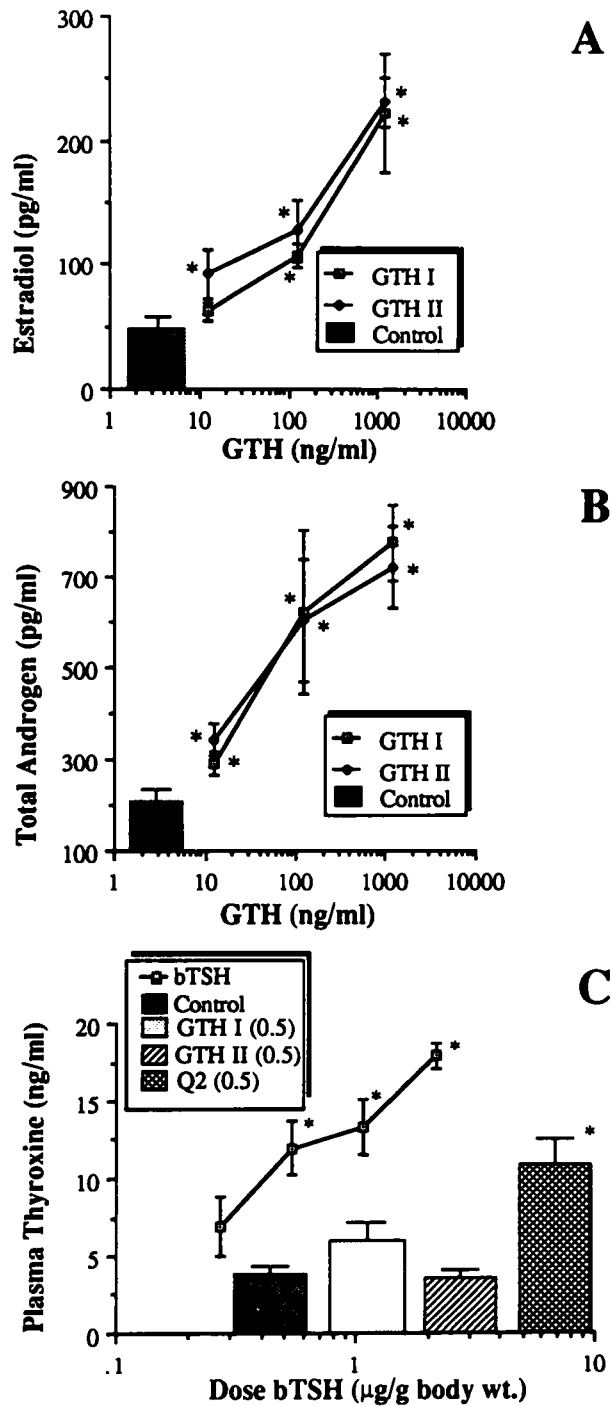 A
300
200
100
0
Estradiol (pg/ml)
*
*
*
*
*
*
GTH I
GTH II
Control
1 10 100 1000 10000
GTH (ng/ml)
B
900
700
500
300
100
Total Androgen (pg/ml)
*
*
*
*
*
*
GTH I
GTH II
Control
1 10 100 1000 10000
GTH (ng/ml)
C
bTSH
Control
GTH I (0.5)
GTH II (0.5)
Q2 (0.5)
20
15
10
5
0
Plasma Thyroxine (ng/ml)
*
*
*
*
.1 1 10
Dose bTSH (µg/g body wt.)